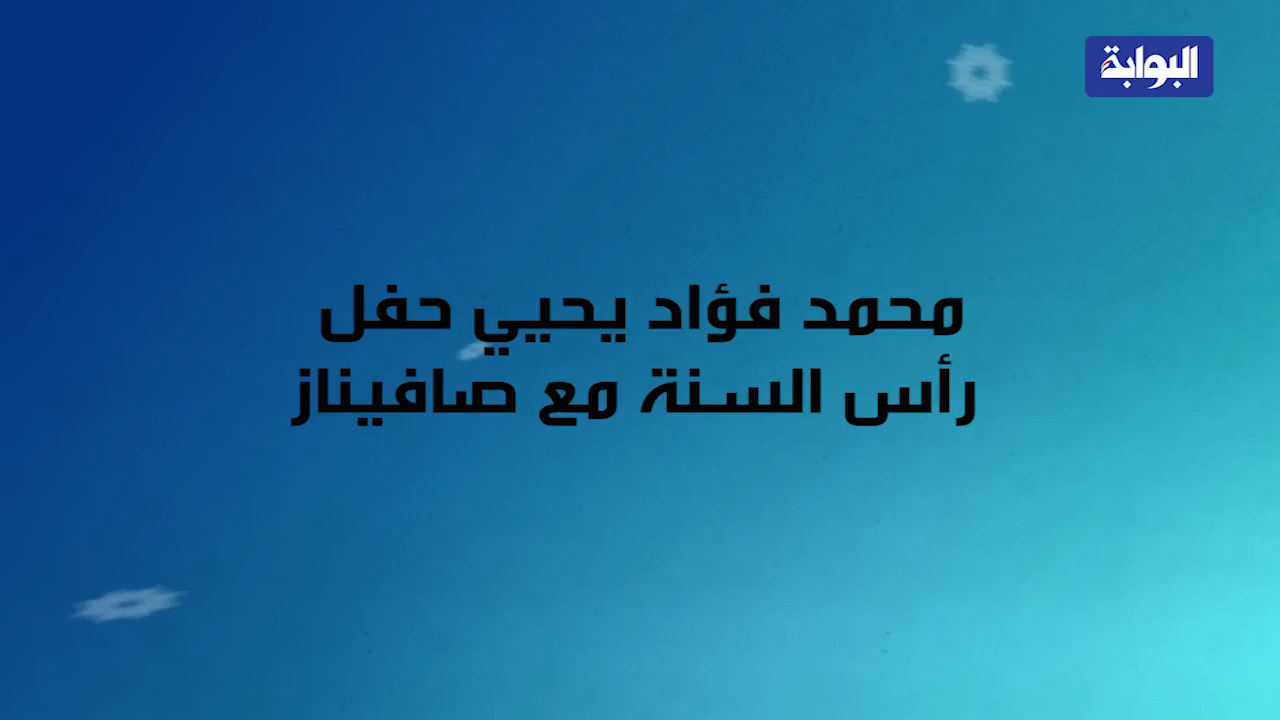 البوابة
محمد فؤاد يحيي حفل
رأس السنة مع صافيناز